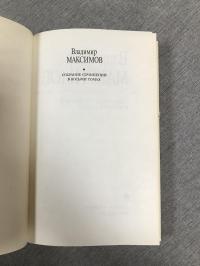 Владимир
МАКСИМОВ
СОБРАНИЕ СОЧИНЕНИЙ
В ВОСЬМИ ТОМАХ